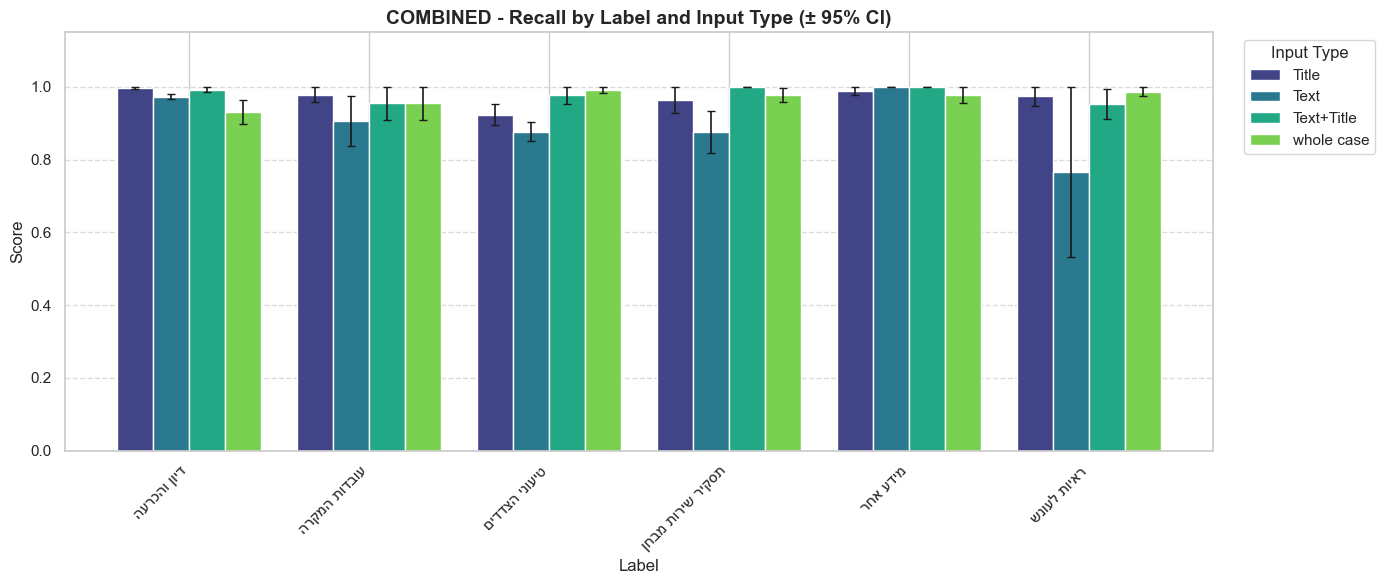 COMBINED - Recall by Label and Input Type (± 95% CI)
Input Type
Title
Text
Text+Title
whole case
Score
1.0
0.8
0.6
0.4
0.2
0.0
דיון והכרעה
עובדות המקרה
טיעוני הצדדים
תסקיר שירות מבחן
מידע אחר
ראיות לעונש
Label